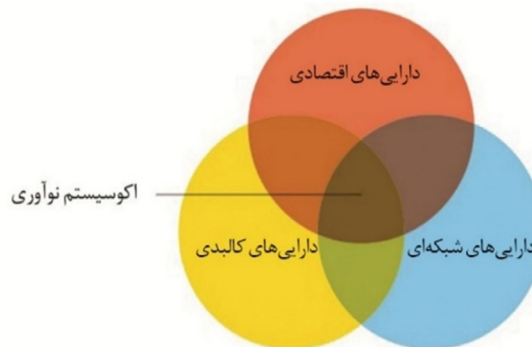 دارایی‌های اقتصادی
اکوسیستم نوآوری
دارایی‌های شبکه‌ای
دارایی‌های کالبدی